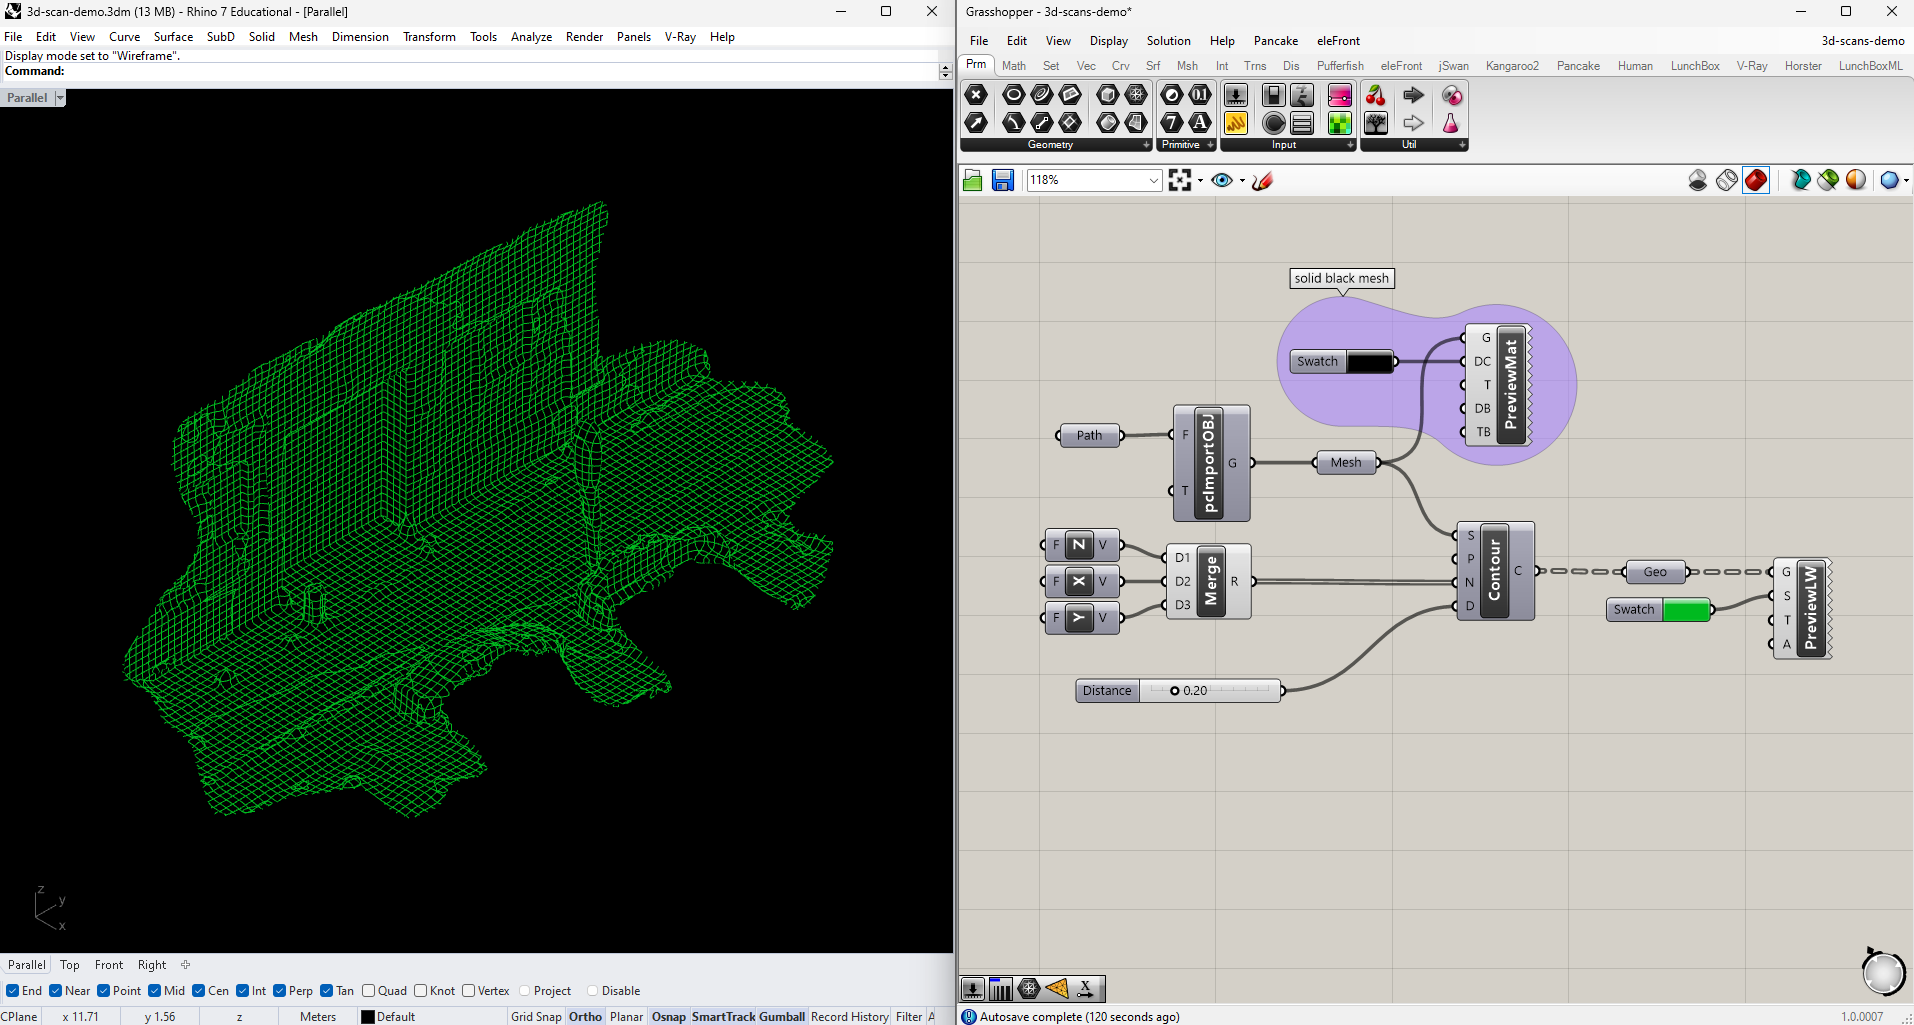 3d-scan-demo.3dm (13 MB) - Rhino 7 Educational - [Parallel]
File Edit View Curve Surface SubD Solid Mesh Dimension Transform Tools Analyze Render Panels V-Ray Help
Display mode set to "Wireframe".
Command:
Parallel
z
y
x
Parallel Top Front Right
End Near Point Mid Cen Int Perp Tan Quad Knot Vertex Project Disable
CPlane x 11.71 y 1.56 z Meters Default Grid Snap Ortho Planar Osnap SmartTrack Gumball Record History Filter A
Grasshopper - 3d-scans-demo*
File Edit View Display Solution Help Pancake eleFront 3d-scans-demo
Prm Math Set Vec Crv Srf Msh Int Trns Dis Pufferfish eleFront jSwan Kangaroo2 Pancake Human LunchBox V-Ray Horster LunchBoxML
0.1
7 A
Geometry Primitive Input Util
118%
solid black mesh
Swatch
G
DC
T
DB
TB
PreviewMat
Path
F
T
pcImportOBJ
G
Mesh
F Z V
F X V
F Y V
D1
D2
D3
Merge
R
Distance 0.20
S
P
N
D
Contour
C
Geo
Swatch
G
S
T
A
PreviewLW
X
Autosave complete (120 seconds ago) 1.0.0007